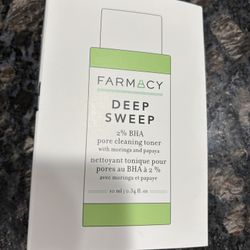 FARMACY
DEEP
SWEEP
2% BHA
pore cleaning toner
with moringa and papaya
nettoyant tonique pour
pores au BHA à 2 %
avec moringa et papaye
10 ml | 0.34 fl. oz